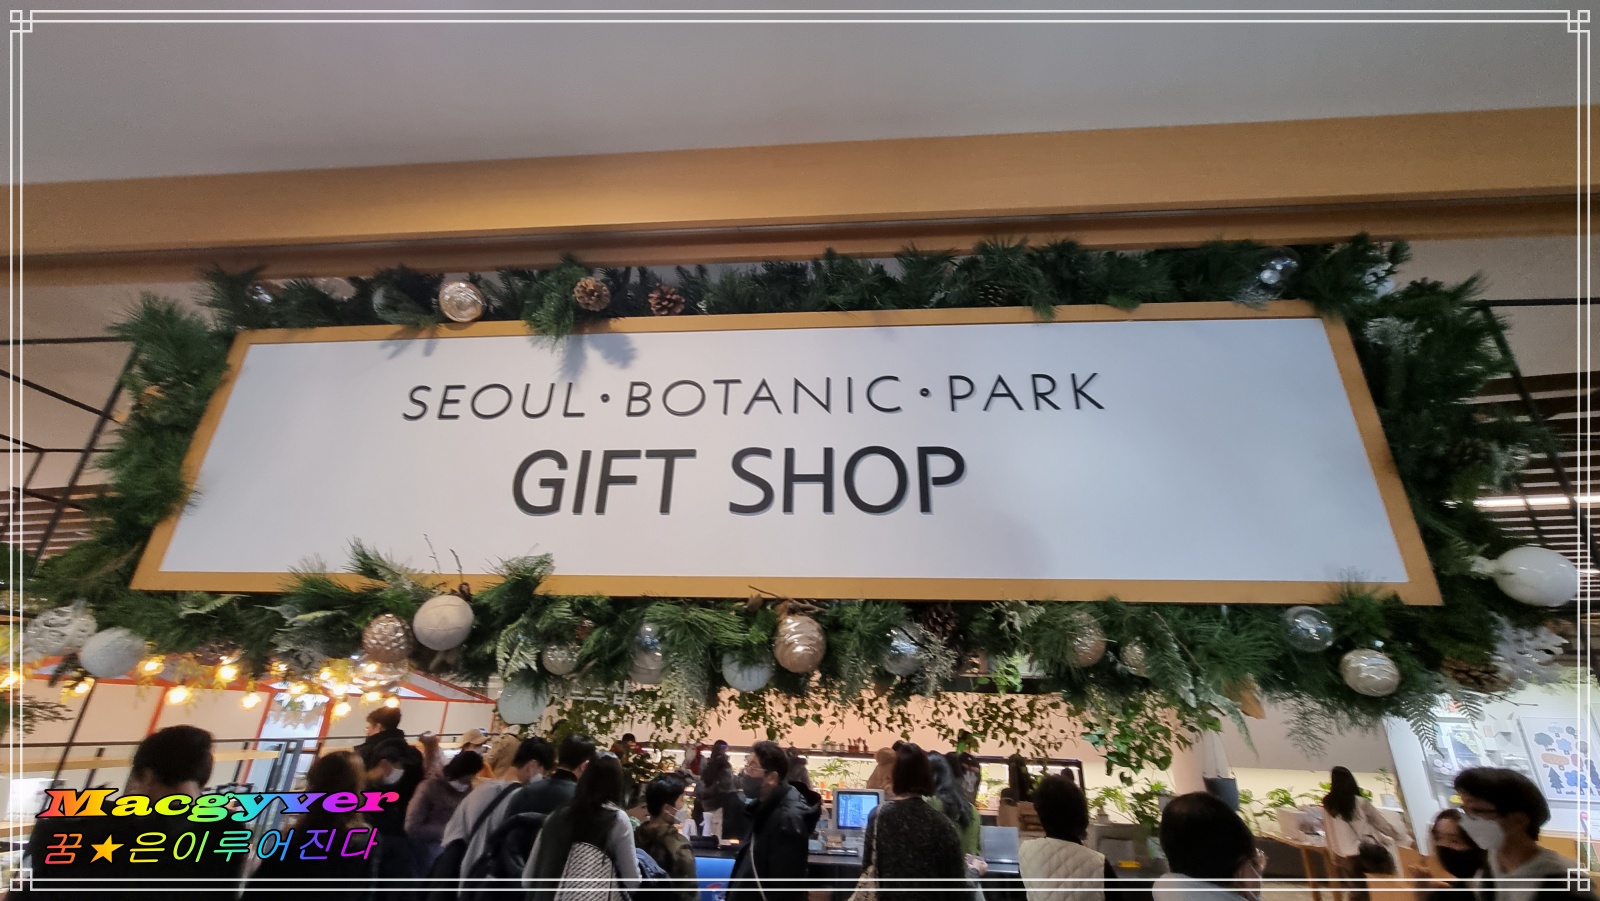 SEOUL•BOTANIC•PARK
GIFT SHOP
Macgyver
꿈★은이루어진다